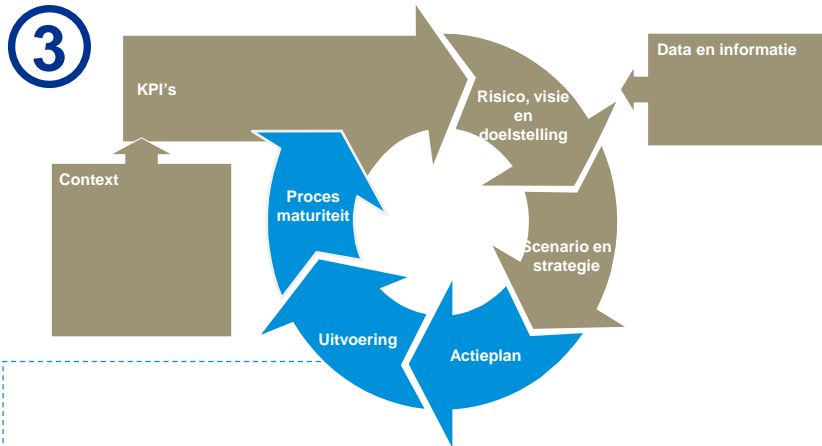 3
KPI's
Risico, visie
en
doelstelling
Data en informatie
Context
Proces
maturiteit
Scenario en
strategie
Uitvoering
Actieplan